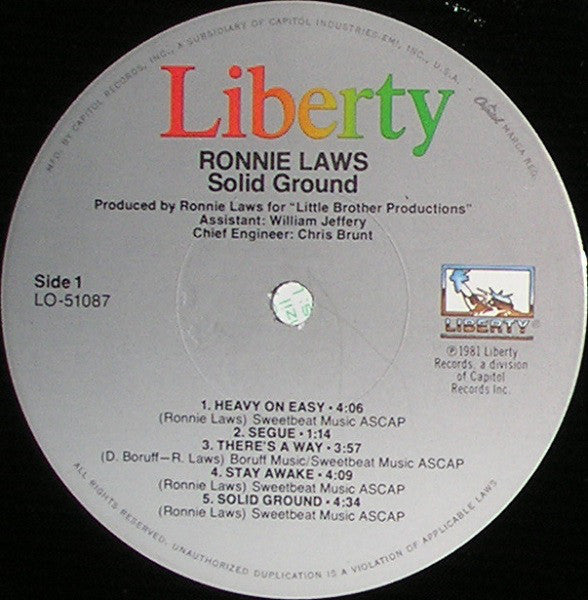 MFD. BY CAPITOL RECORDS, INC., A SUBSIDIARY OF CAPITOL INDUSTRIES-EMI, INC., U.S.A. · Capitol MARCA REG.
Liberty
RONNIE LAWS
Solid Ground
Produced by Ronnie Laws for "Little Brother Productions"
Assistant: William Jeffery
Chief Engineer: Chris Brunt
Side 1
LO-51087
LIBERTY®
℗ 1981 Liberty
Records, a division
of Capitol
Records Inc.
1. HEAVY ON EASY · 4:06
(Ronnie Laws) Sweetbeat Music ASCAP
2. SEGUE · 1:14
3. THERE'S A WAY · 3:57
(D. Boruff—R. Laws) Boruff Music/Sweetbeat Music ASCAP
4. STAY AWAKE · 4:09
(Ronnie Laws) Sweetbeat Music ASCAP
5. SOLID GROUND · 4:34
(Ronnie Laws) Sweetbeat Music ASCAP
ALL RIGHTS RESERVED. UNAUTHORIZED DUPLICATION IS A VIOLATION OF APPLICABLE LAWS